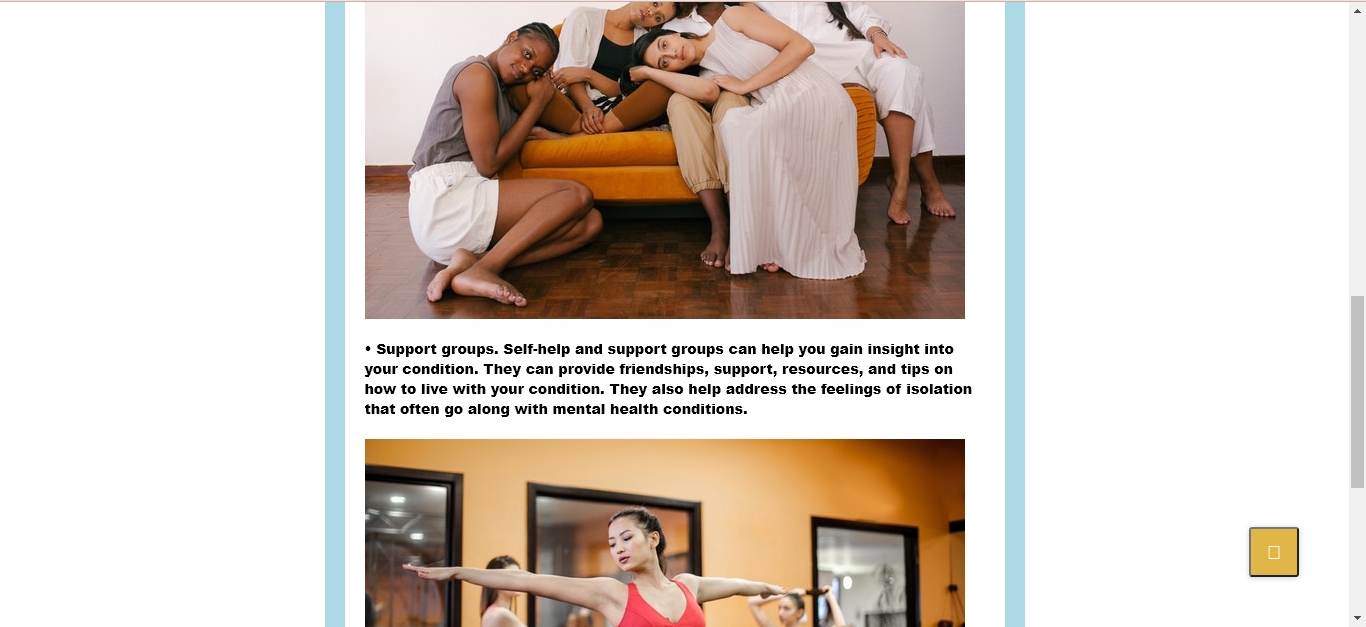 • Support groups. Self-help and support groups can help you gain insight into
your condition. They can provide friendships, support, resources, and tips on
how to live with your condition. They also help address the feelings of isolation
that often go along with mental health conditions.